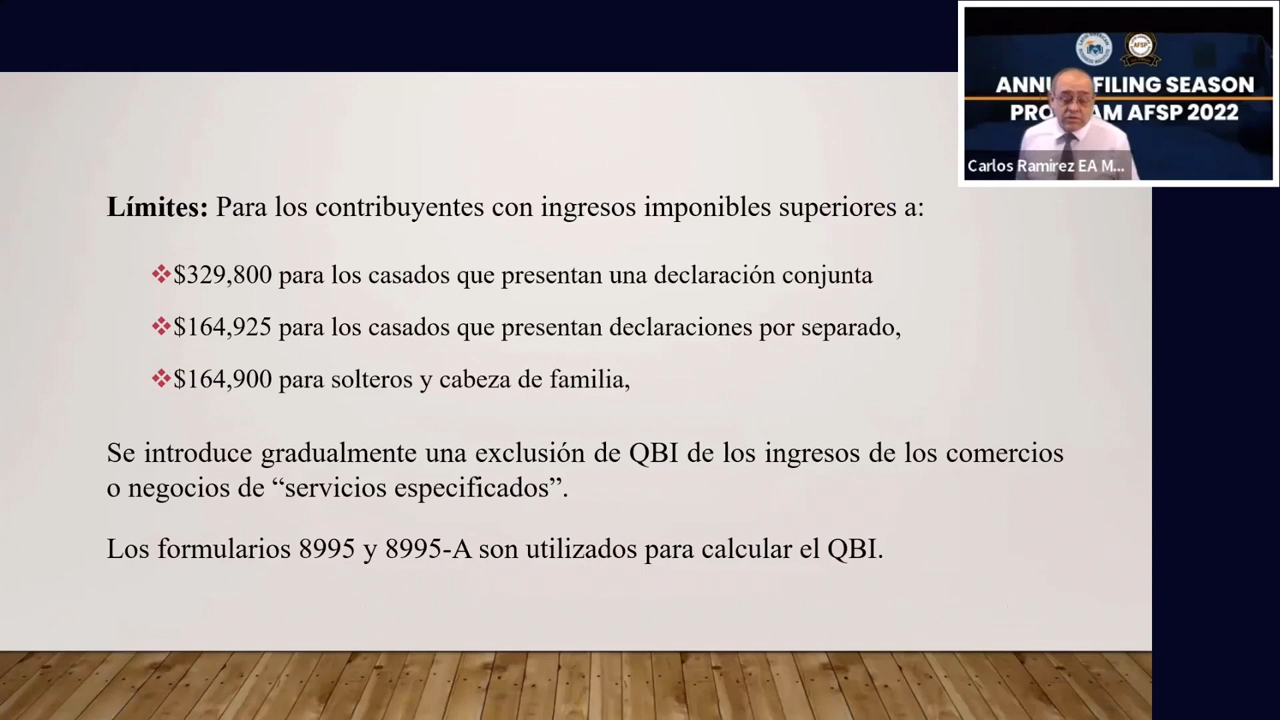 ANNU FILING SEASON
PRO AM AFSP 2022
AFSP
Carlos Ramirez EA M...
Límites: Para los contribuyentes con ingresos imponibles superiores a:
$329,800 para los casados que presentan una declaración conjunta
$164,925 para los casados que presentan declaraciones por separado,
$164,900 para solteros y cabeza de familia,
Se introduce gradualmente una exclusión de QBI de los ingresos de los comercios
o negocios de “servicios especificados”.
Los formularios 8995 y 8995-A son utilizados para calcular el QBI.